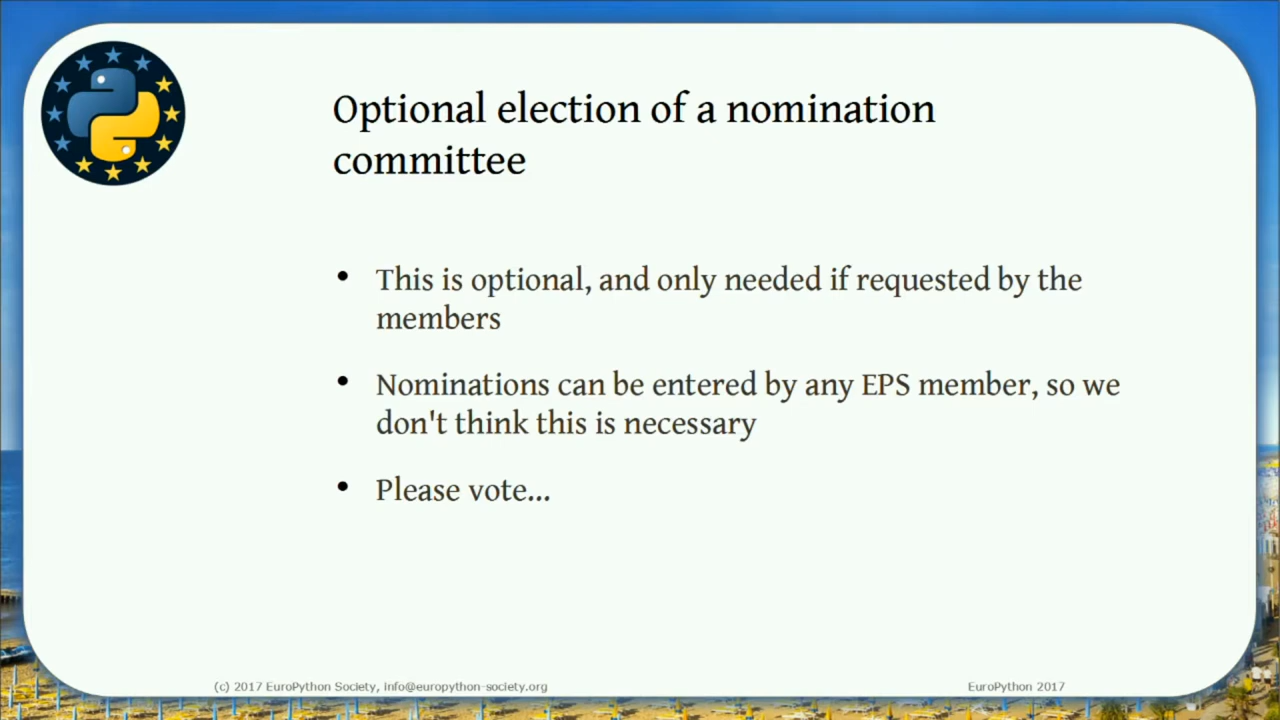 Optional election of a nomination
committee
• This is optional, and only needed if requested by the
members
• Nominations can be entered by any EPS member, so we
don't think this is necessary
• Please vote...
(c) 2017 EuroPython Society, info@europython-society.org
EuroPython 2017